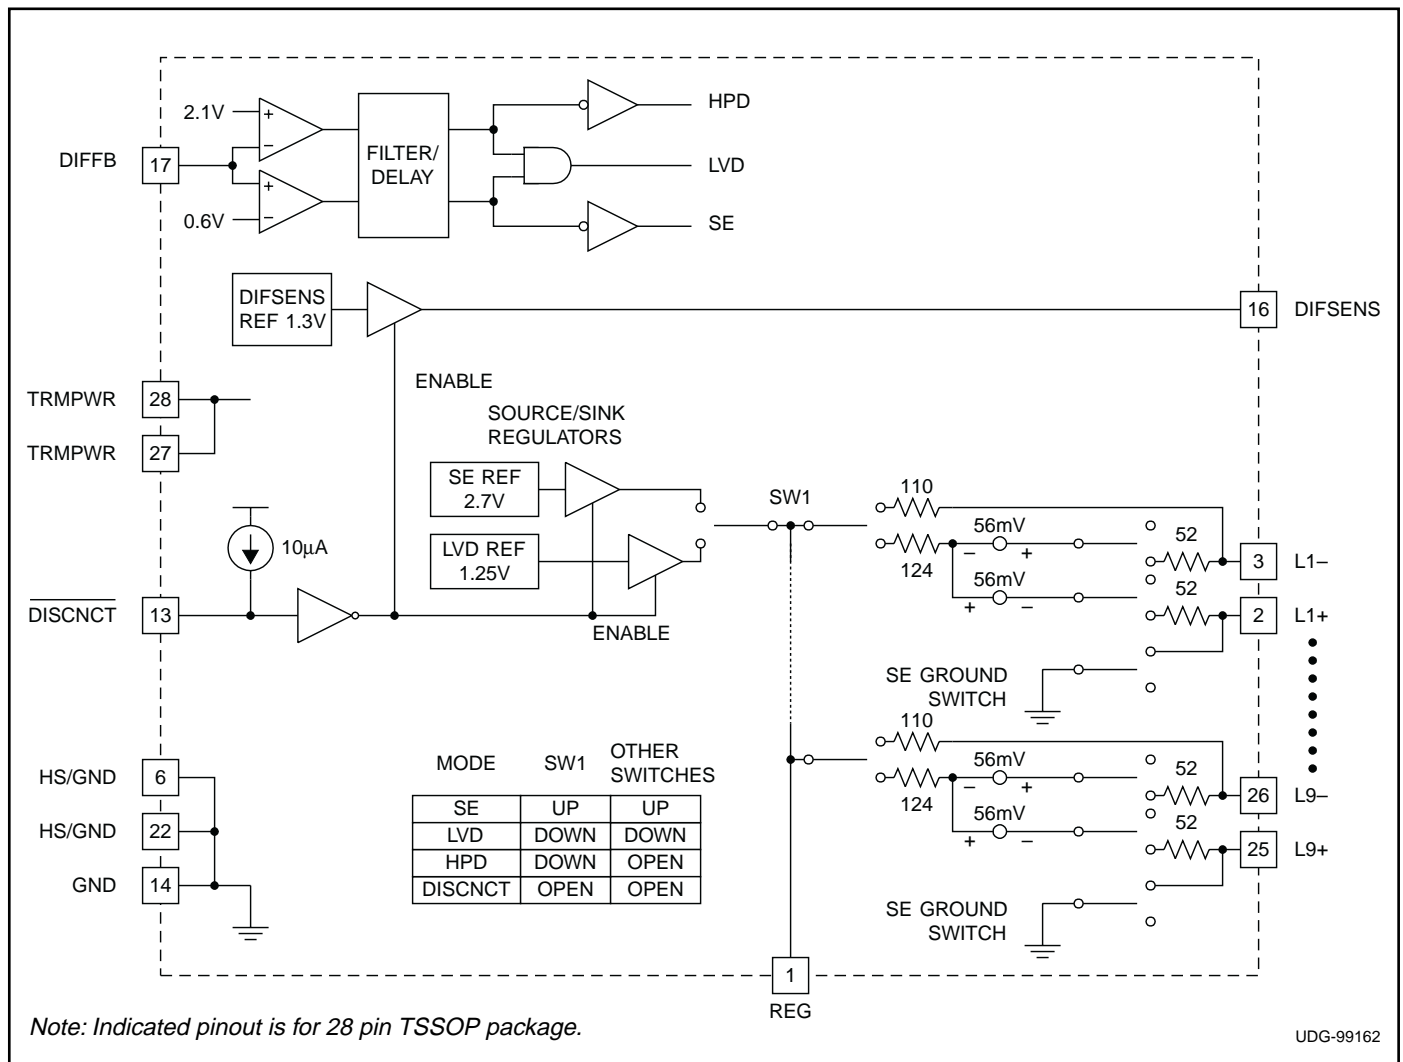 2.1V
+
−
HPD
DIFFB
17
FILTER/
DELAY
LVD
+
−
0.6V
SE
DIFSENS
REF 1.3V
16
DIFSENS
ENABLE
TRMPWR
28
TRMPWR
27
SOURCE/SINK
REGULATORS
SE REF
2.7V
LVD REF
1.25V
SW1
10µA
DISCNCT
13
ENABLE
110
56mV
− +
124
56mV
+ −
52
3
L1–
52
2
L1+
SE GROUND
SWITCH
110
56mV
− +
124
56mV
+ −
52
26
L9–
52
25
L9+
SE GROUND
SWITCH
HS/GND
6
HS/GND
22
GND
14
MODE SW1 OTHER
SWITCHES
SE UP UP
LVD DOWN DOWN
HPD DOWN OPEN
DISCNCT OPEN OPEN
1
REG
Note: Indicated pinout is for 28 pin TSSOP package.
UDG-99162